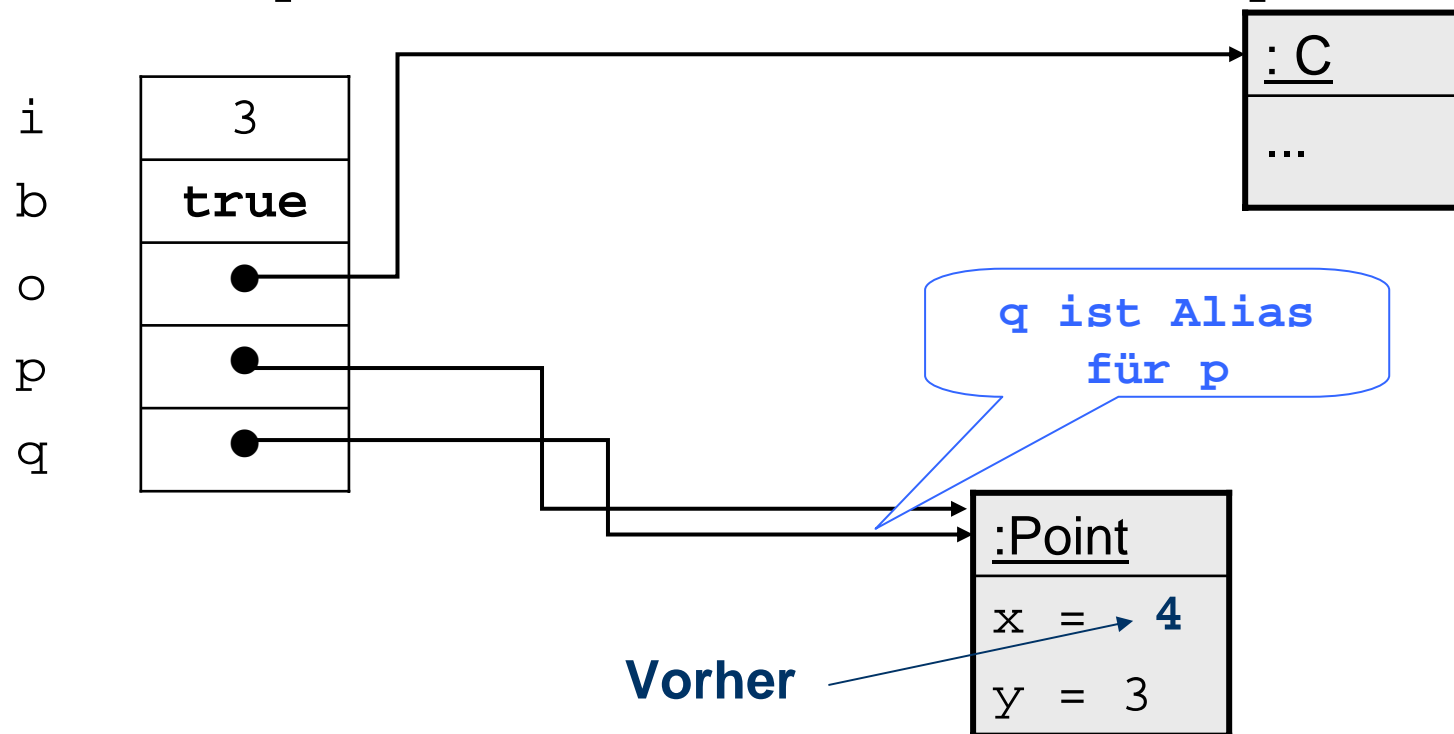 : C
...
i 3
b true
o
p
q
q ist Alias
für p
:Point
x = 4
y = 3
Vorher